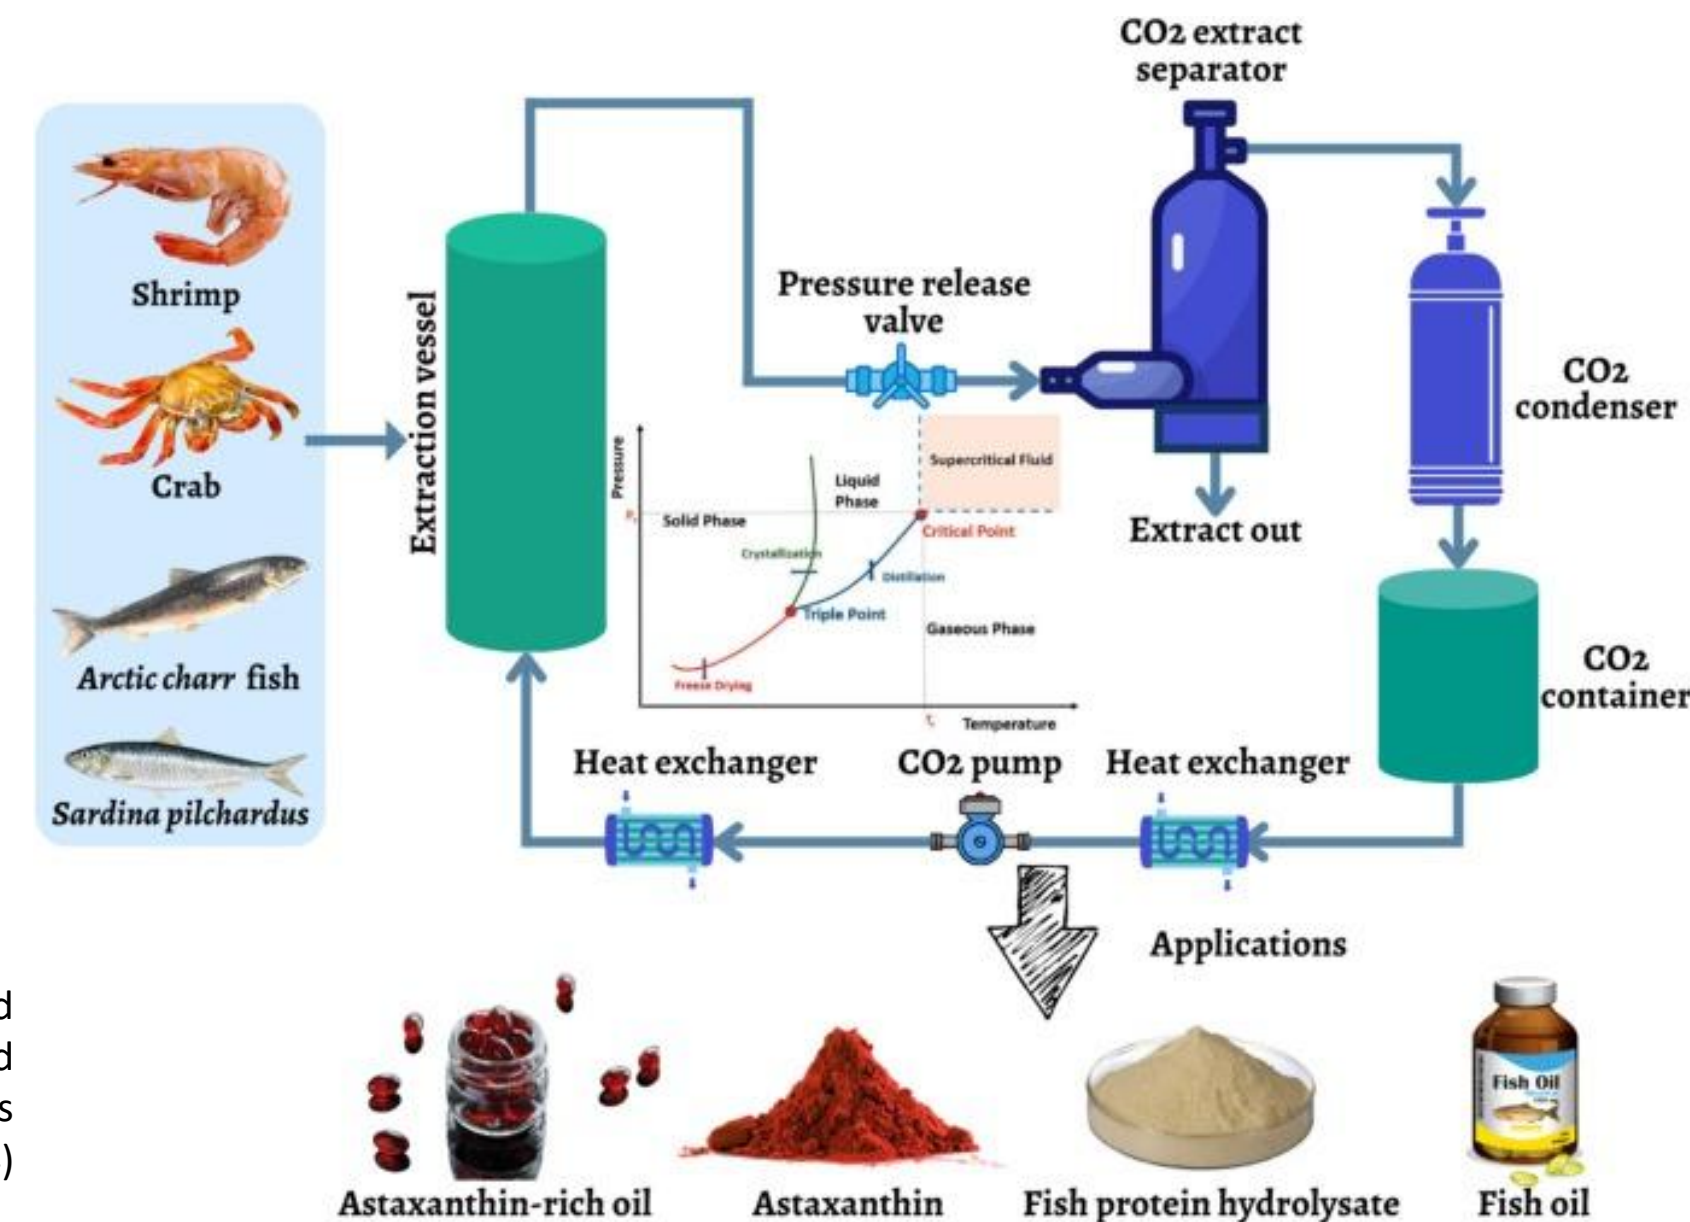 CO2 extract
separator
Shrimp
Crab
Arctic charr fish
Sardina pilchardus
Extraction vessel
Pressure release
valve
CO2
condenser
Extract out
CO2
container
Pressure
Supercritical Fluid
Liquid
Phase
Solid Phase
Critical Point
Crystallization
Distillation
Triple Point
Gaseous Phase
Freeze Drying
Temperature
Heat exchanger
CO2 pump
Heat exchanger
Applications
Fish Oil
Astaxanthin-rich oil
Astaxanthin
Fish protein hydrolysate
Fish oil